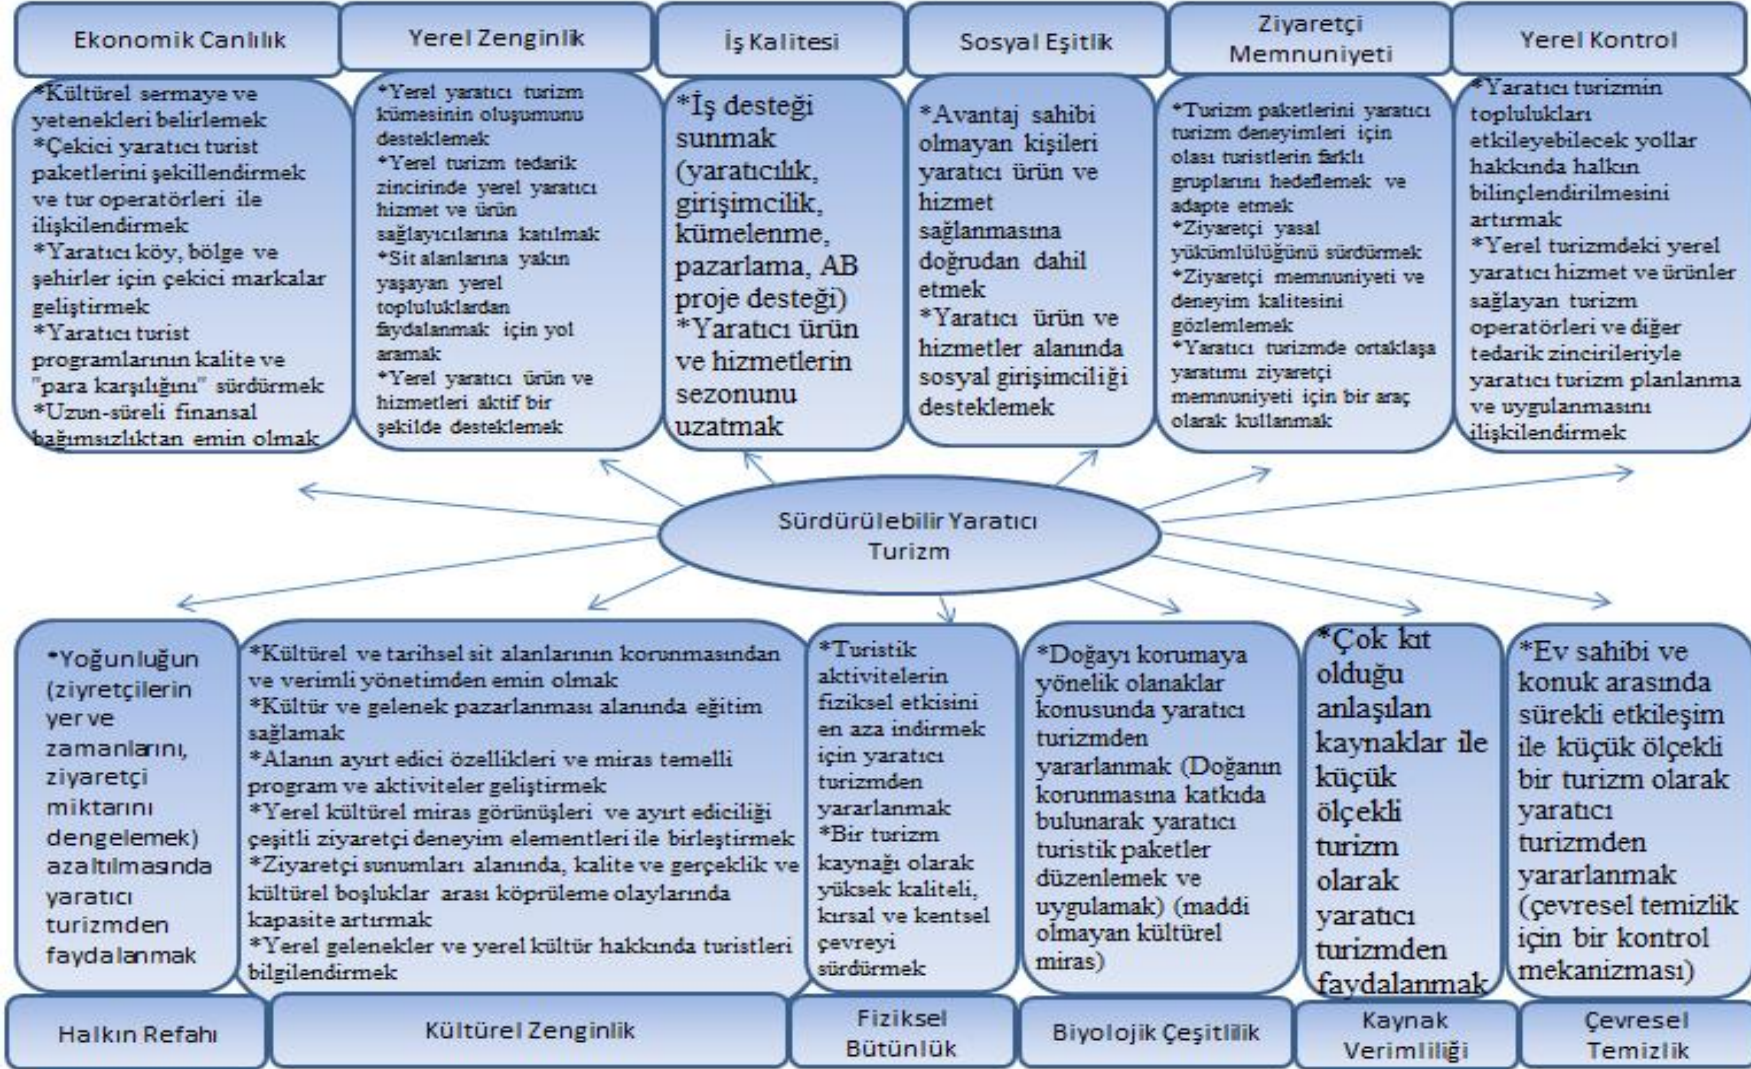 Ekonomik Canlılık
*Kültürel sermaye ve
yetenekleri belirlemek
*Çekici yaratıcı turist
paketlerini şekillendirmek
ve tur operatörleri ile
ilişkilendirmek
*Yaratıcı köy, bölge ve
şehirler için çekici markalar
geliştirmek
*Yaratıcı turist
programlarının kalite ve
"para karşılığını" sürdürmek
*Uzun-süreli finansal
bağımsızlıktan emin olmak
Yerel Zenginlik
*Yerel yaratıcı turizm
kümesinin oluşumunu
desteklemek
*Yerel turizm tedarik
zincirinde yerel yaratıcı
hizmet ve ürün
sağlayıcılarına katılmak
*Sit alanlarına yakın
yaşayan yerel
topluluklardan
faydalanmak için yol
aramak
*Yerel yaratıcı ürün ve
hizmetleri aktif bir
şekilde desteklemek
İş Kalitesi
*İş desteği
sunmak
(yaratıcılık,
girişimcilik,
kümelenme,
pazarlama, AB
proje desteği)
*Yaratıcı ürün
ve hizmetlerin
sezonunu
uzatmak
Sosyal Eşitlik
*Avantaj sahibi
olmayan kişileri
yaratıcı ürün ve
hizmet
sağlanmasına
doğrudan dahil
etmek
*Yaratıcı ürün ve
hizmetler alanında
sosyal girişimciliği
desteklemek
Ziyaretçi
Memnuniyeti
*Turizm paketlerini yaratıcı
turizm deneyimleri için
olası turistlerin farklı
gruplarını hedeflemek ve
adapte etmek
*Ziyaretçi yasal
yükümlülüğünü sürdürmek
*Ziyaretçi memnuniyeti ve
deneyim kalitesini
gözlemlemek
*Yaratıcı turizmde ortaklaşa
yaratımı ziyaretçi
memnuniyeti için bir araç
olarak kullanmak
Yerel Kontrol
*Yaratıcı turizmin
toplulukları
etkileyebilecek yollar
hakkında halkın
bilinçlendirilmesini
artırmak
*Yerel turizmdeki yerel
yaratıcı hizmet ve ürünler
sağlayan turizm
operatörleri ve diğer
tedarik zincirileriyle
yaratıcı turizm planlanma
ve uygulanmasını
ilişkilendirmek
Sürdürülebilir Yaratıcı
Turizm
*Yoğunluğun
(ziyretçilerin
yer ve
zamanlarını,
ziyaretçi
miktarını
dengelemek)
azaltılmasında
yaratıcı
turizmden
faydalanmak
Halkın Refahı
*Kültürel ve tarihsel sit alanlarının korunmasından
ve verimli yönetimden emin olmak
*Kültür ve gelenek pazarlanması alanında eğitim
sağlamak
*Alanın ayırt edici özellikleri ve miras temelli
program ve aktiviteler geliştirmek
*Yerel kültürel miras görünüşleri ve ayırt ediciliği
çeşitli ziyaretçi deneyim elementleri ile birleştirmek
*Ziyaretçi sunumları alanında, kalite ve gerçeklik ve
kültürel boşluklar arası köprüleme olaylarında
kapasite artırmak
*Yerel gelenekler ve yerel kültür hakkında turistleri
bilgilendirmek
Kültürel Zenginlik
*Turistik
aktivitelerin
fiziksel etkisini
en aza indirmek
için yaratıcı
turizmden
yararlanmak
*Bir turizm
kaynağı olarak
yüksek kaliteli,
kırsal ve kentsel
çevreyi
sürdürmek
Fiziksel
Bütünlük
*Doğayı korumaya
yönelik olanaklar
konusunda yaratıcı
turizmden
yararlanmak (Doğanın
korunmasına katkıda
bulunarak yaratıcı
turistik paketler
düzenlemek ve
uygulamak) (maddi
olmayan kültürel
miras)
Biyolojik Çeşitlilik
*Çok kıt
olduğu
anlaşılan
kaynaklar ile
küçük
ölçekli
turizm
olarak
yaratıcı
turizmden
faydalanmak
Kaynak
Verimliliği
*Ev sahibi ve
konuk arasında
sürekli etkileşim
ile küçük ölçekli
bir turizm olarak
yaratıcı
turizmden
yararlanmak
(çevresel temizlik
için bir kontrol
mekanizması)
Çevresel
Temizlik